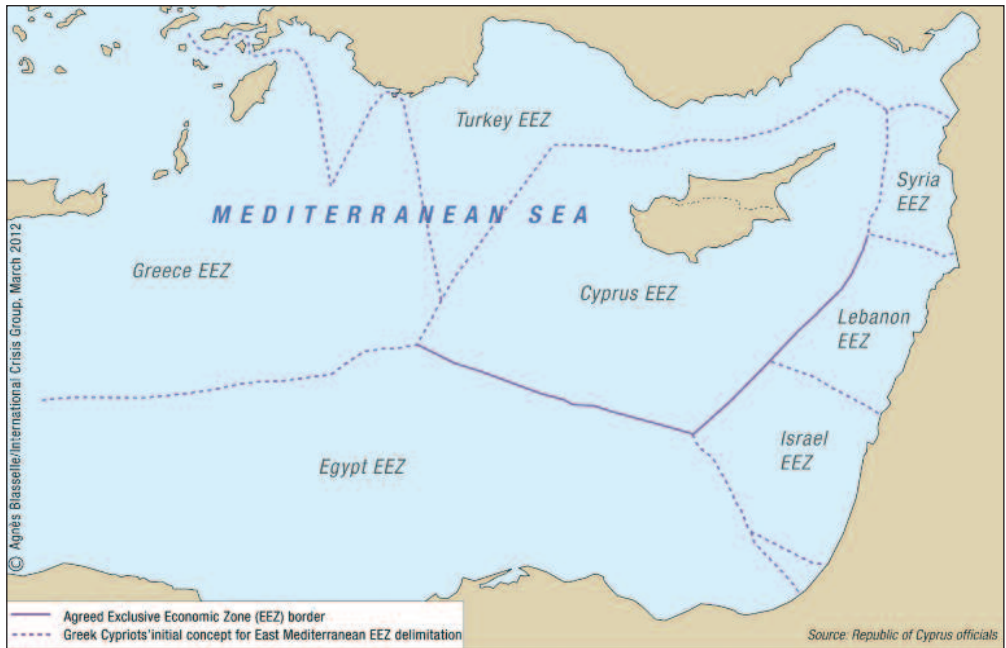 Turkey EEZ
Syria
EEZ
MEDITERRANEAN SEA
Greece EEZ
Cyprus EEZ
Lebanon
EEZ
Israel
EEZ
Egypt EEZ
© Agnès Blasselle/International Crisis Group, March 2012
Agreed Exclusive Economic Zone (EEZ) border
Greek Cypriots'initial concept for East Mediterranean EEZ delimitation
Source: Republic of Cyprus officials